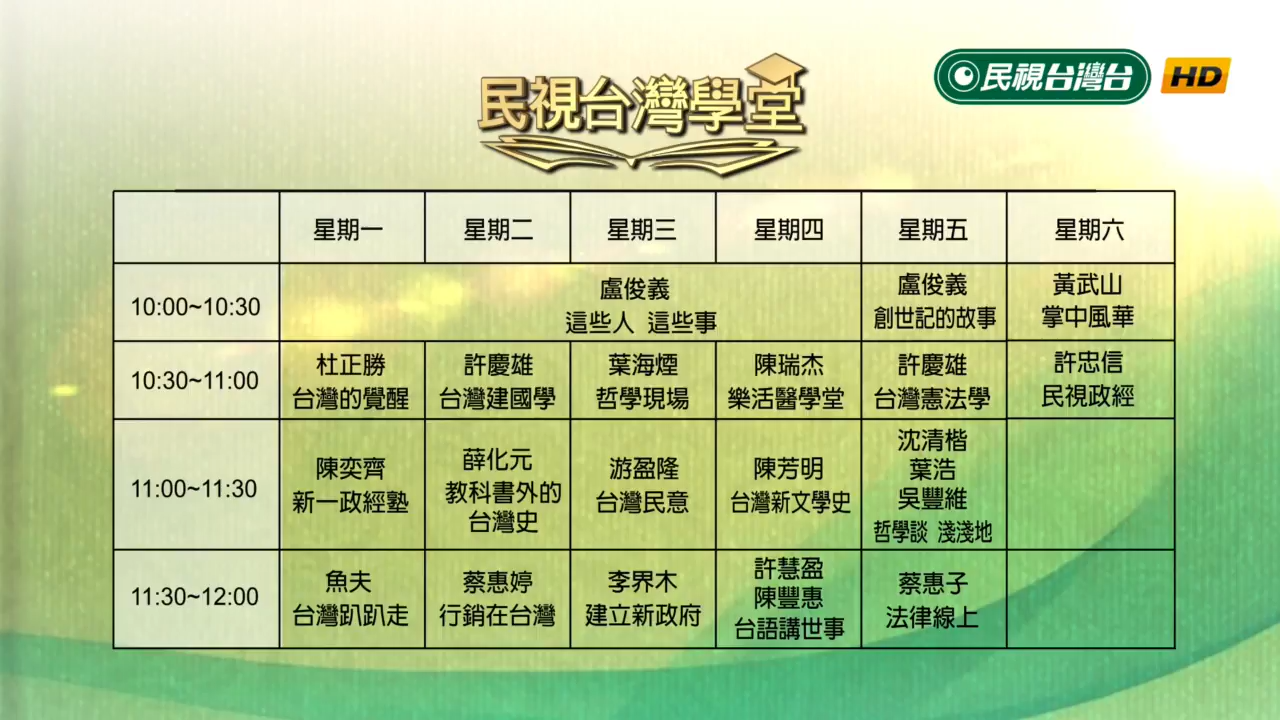 民視台灣學堂
民視台灣台 HD
星期一 星期二 星期三 星期四 星期五 星期六
10:00~10:30
盧俊義
這些人 這些事
盧俊義
創世記的故事
黃武山
掌中風華
10:30~11:00
杜正勝
台灣的覺醒
許慶雄
台灣建國學
葉海煙
哲學現場
陳瑞杰
樂活醫學堂
許慶雄
台灣憲法學
許忠信
民視政經
11:00~11:30
陳奕齊
新一政經塾
薛化元
教科書外的
台灣史
游盈隆
台灣民意
陳芳明
台灣新文學史
沈清楷
葉浩
吳豐維
哲學談 淺淺地
11:30~12:00
魚夫
台灣趴趴走
蔡惠婷
行銷在台灣
李界木
建立新政府
許慧盈
陳豐惠
台語講世事
蔡惠子
法律線上